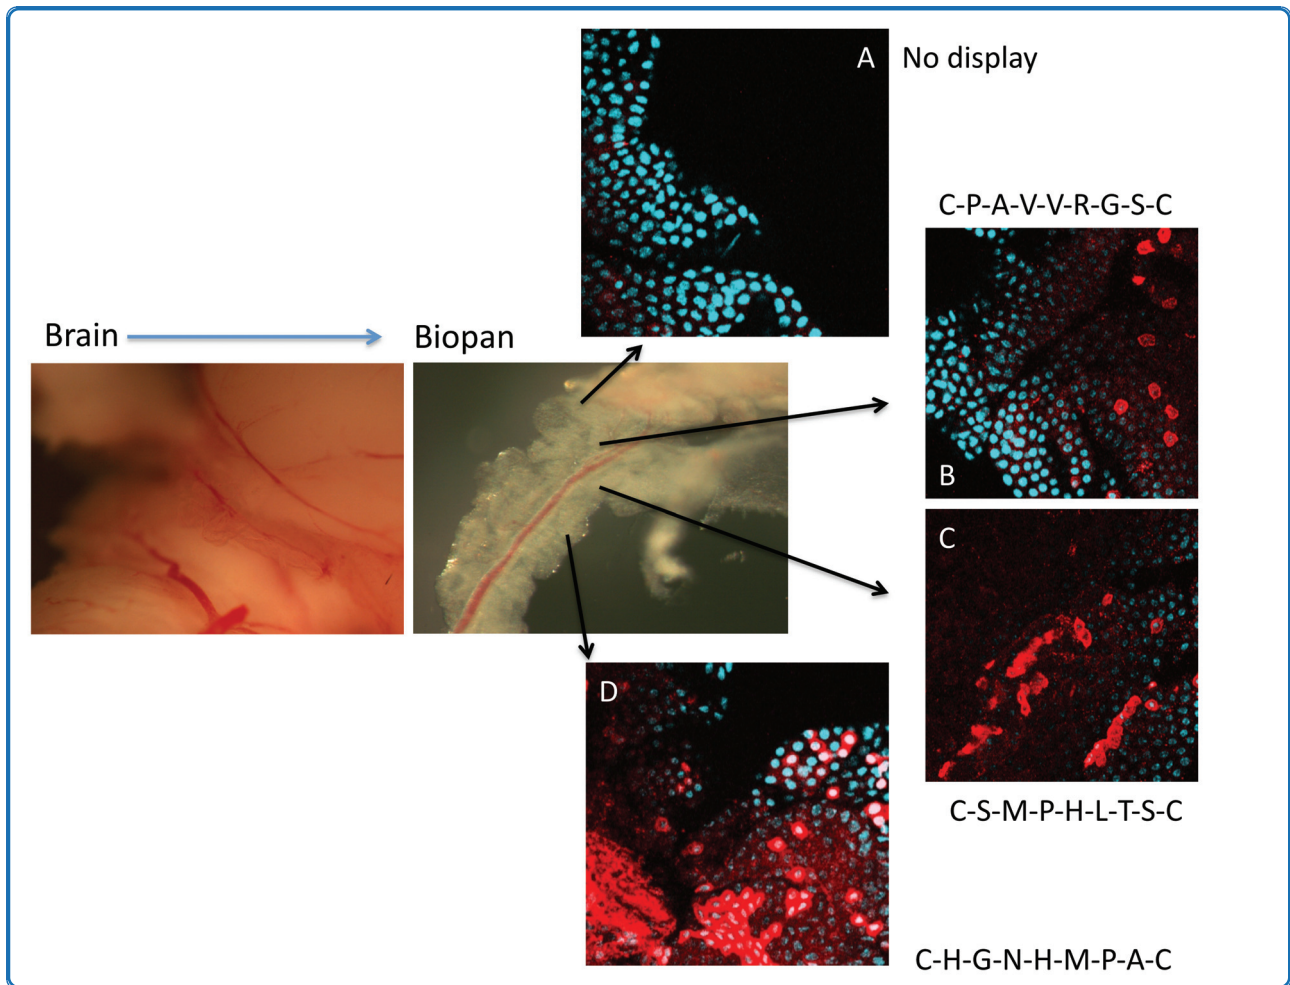 A
No display
C-P-A-V-V-R-G-S-C
B
Brain
Biopan
C
D
C-S-M-P-H-L-T-S-C
C-H-G-N-H-M-P-A-C